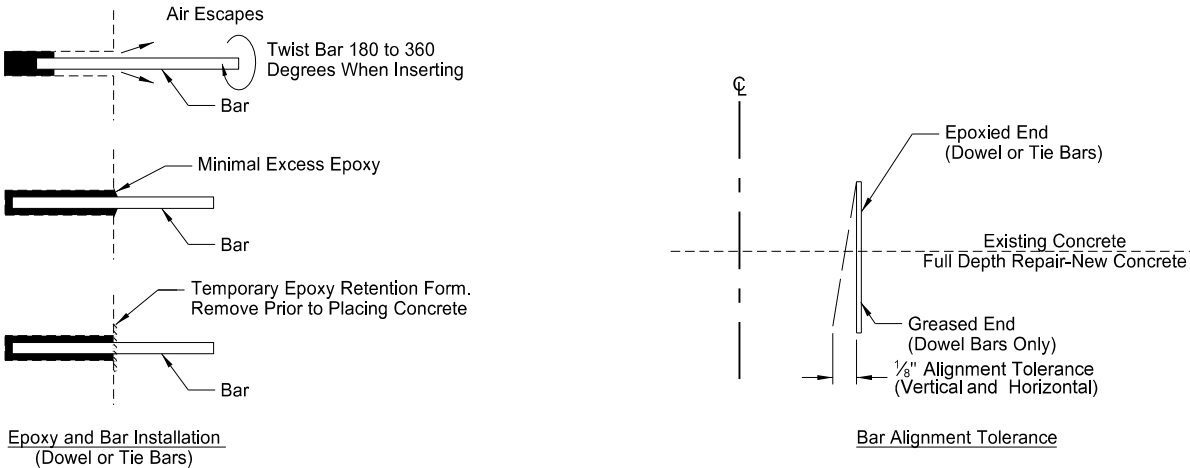 Air Escapes
Twist Bar 180 to 360
Degrees When Inserting
Bar
Minimal Excess Epoxy
Bar
Temporary Epoxy Retention Form.
Remove Prior to Placing Concrete
Bar
Epoxy and Bar Installation
(Dowel or Tie Bars)
℄
Epoxied End
(Dowel or Tie Bars)
Existing Concrete
Full Depth Repair-New Concrete
Greased End
(Dowel Bars Only)
⅛" Alignment Tolerance
(Vertical and Horizontal)
Bar Alignment Tolerance